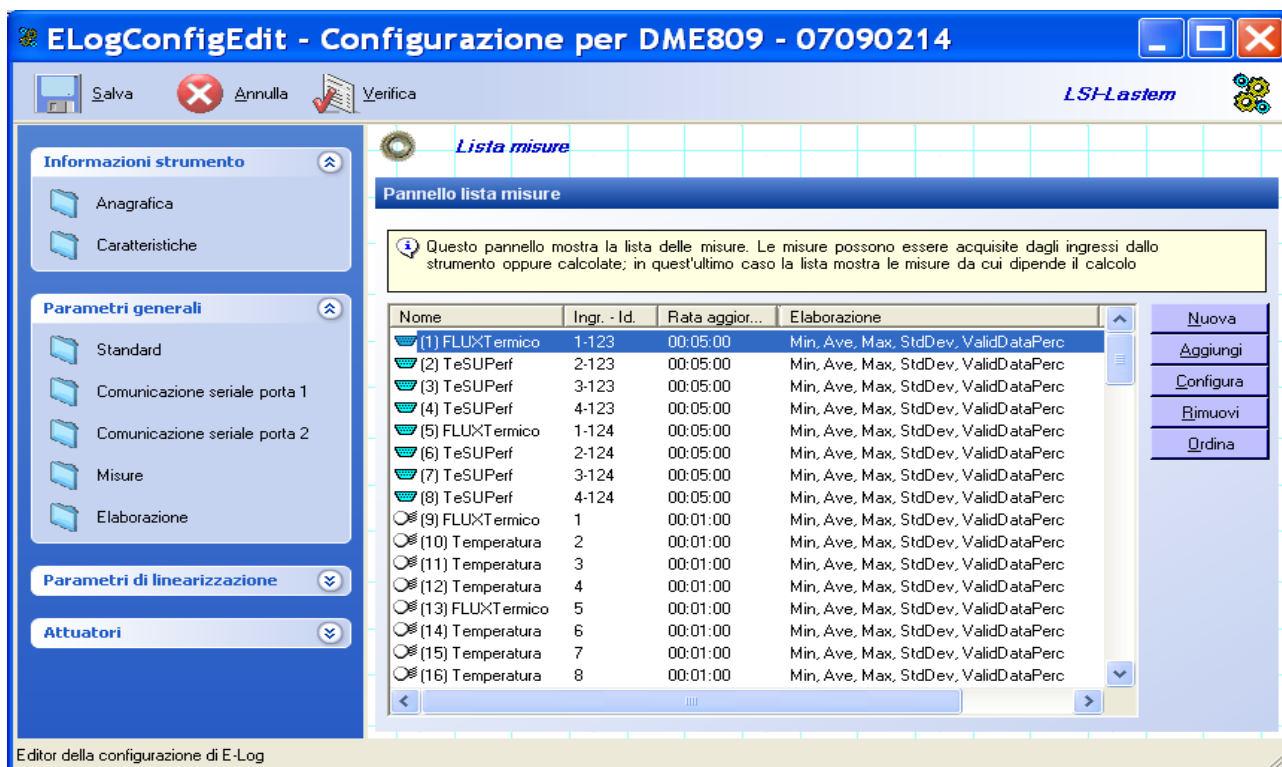 ELogConfigEdit - Configurazione per DME809 - 07090214
Salva Annulla Verifica LSI-Lastem
Informazioni strumento
Anagrafica
Caratteristiche
Parametri generali
Standard
Comunicazione seriale porta 1
Comunicazione seriale porta 2
Misure
Elaborazione
Parametri di linearizzazione
Attuatori
Lista misure
Pannello lista misure
Questo pannello mostra la lista delle misure. Le misure possono essere acquisite dagli ingressi dallo
strumento oppure calcolate; in quest'ultimo caso la lista mostra le misure da cui dipende il calcolo
Nome Ingr. - Id. Rata aggior... Elaborazione
(1) FLUXTermico 1-123 00:05:00 Min, Ave, Max, StdDev, ValidDataPerc
(2) TeSUPerf 2-123 00:05:00 Min, Ave, Max, StdDev, ValidDataPerc
(3) TeSUPerf 3-123 00:05:00 Min, Ave, Max, StdDev, ValidDataPerc
(4) TeSUPerf 4-123 00:05:00 Min, Ave, Max, StdDev, ValidDataPerc
(5) FLUXTermico 1-124 00:05:00 Min, Ave, Max, StdDev, ValidDataPerc
(6) TeSUPerf 2-124 00:05:00 Min, Ave, Max, StdDev, ValidDataPerc
(7) TeSUPerf 3-124 00:05:00 Min, Ave, Max, StdDev, ValidDataPerc
(8) TeSUPerf 4-124 00:05:00 Min, Ave, Max, StdDev, ValidDataPerc
(9) FLUXTermico 1 00:01:00 Min, Ave, Max, StdDev, ValidDataPerc
(10) Temperatura 2 00:01:00 Min, Ave, Max, StdDev, ValidDataPerc
(11) Temperatura 3 00:01:00 Min, Ave, Max, StdDev, ValidDataPerc
(12) Temperatura 4 00:01:00 Min, Ave, Max, StdDev, ValidDataPerc
(13) FLUXTermico 5 00:01:00 Min, Ave, Max, StdDev, ValidDataPerc
(14) Temperatura 6 00:01:00 Min, Ave, Max, StdDev, ValidDataPerc
(15) Temperatura 7 00:01:00 Min, Ave, Max, StdDev, ValidDataPerc
(16) Temperatura 8 00:01:00 Min, Ave, Max, StdDev, ValidDataPerc
Nuova
Aggiungi
Configura
Rimuovi
Ordina
Editor della configurazione di E-Log